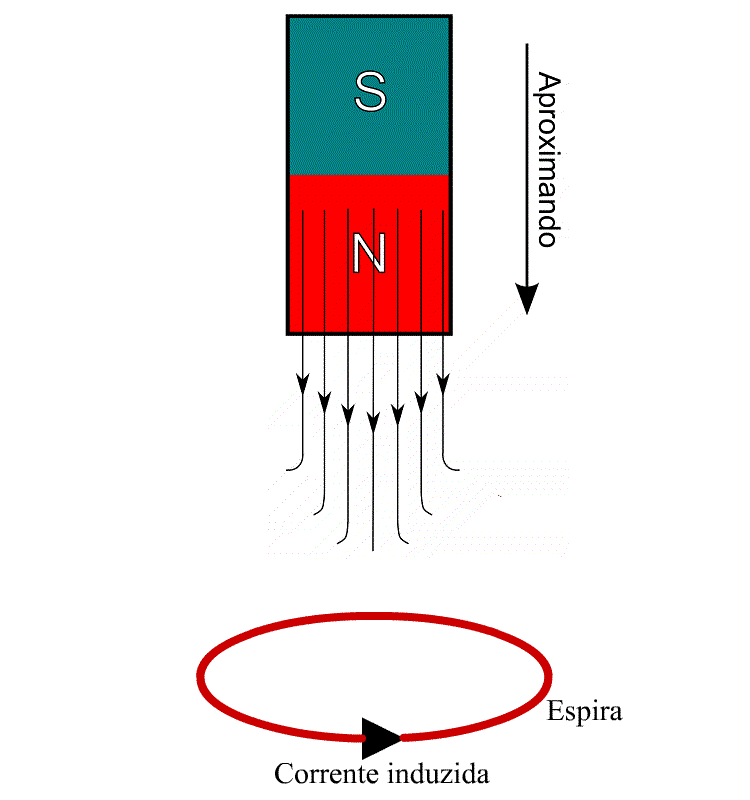 S
Aproximando
N
Espira
Corrente induzida